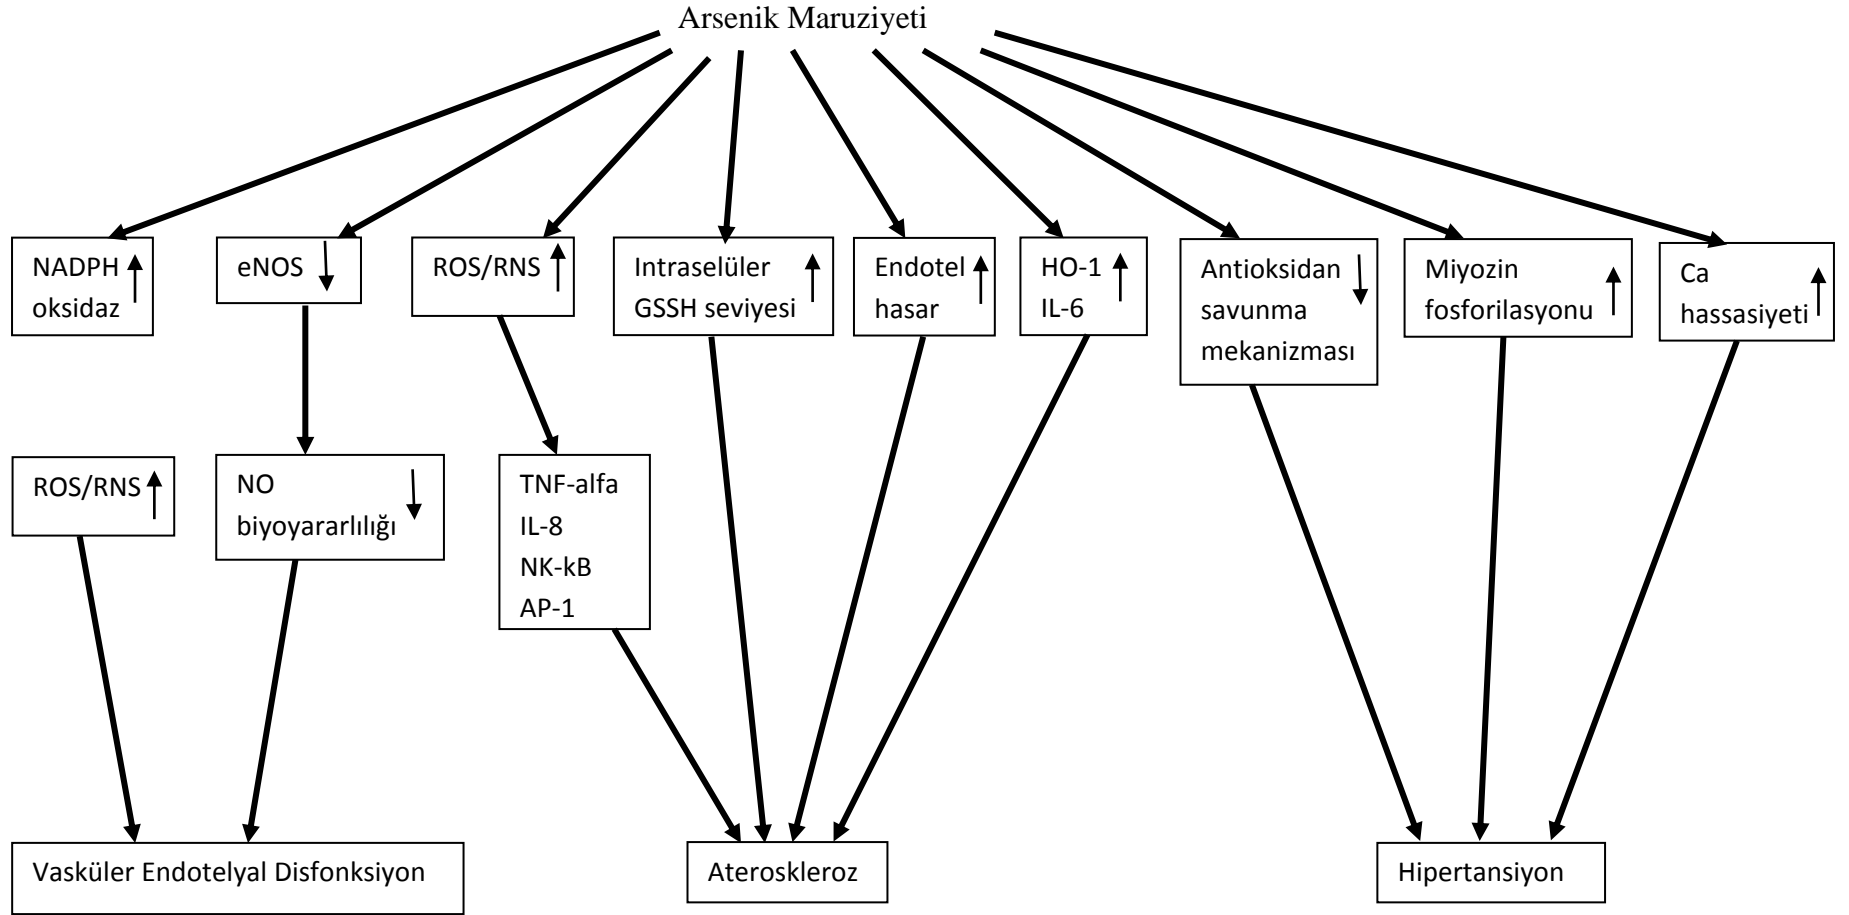 Arsenik Maruziyeti
NADPH
oksidaz
eNOS
ROS/RNS
Intraselüler
GSSH seviyesi
Endotel
hasar
HO-1
IL-6
Antioksidan
savunma
mekanizması
Miyozin
fosforilasyonu
Ca
hassasiyeti
ROS/RNS
NO
biyoyararlılığı
TNF-alfa
IL-8
NK-kB
AP-1
Vasküler Endotelyal Disfonksiyon
Ateroskleroz
Hipertansiyon